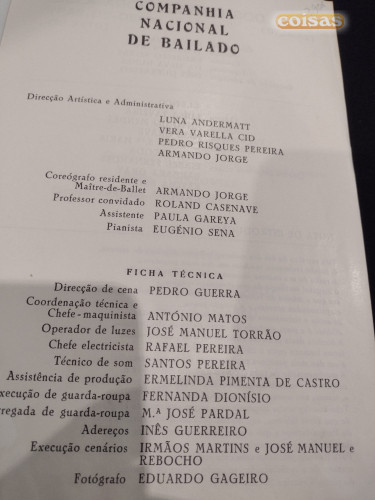 coisas
COMPANHIA
NACIONAL
DE BAILADO
Direcção Artística e Administrativa
LUNA ANDERMATT
VERA VARELLA CID
PEDRO RISQUES PEREIRA
ARMANDO JORGE
Coreógrafo residente e
Maître-de-Ballet ARMANDO JORGE
Professor convidado ROLAND CASENAVE
Assistente PAULA GAREYA
Pianista EUGÉNIO SENA
FICHA TÉCNICA
Direcção de cena PEDRO GUERRA
Coordenação técnica e
Chefe-maquinista ANTÓNIO MATOS
Operador de luzes JOSÉ MANUEL TORRÃO
Chefe electricista RAFAEL PEREIRA
Técnico de som SANTOS PEREIRA
Assistência de produção ERMELINDA PIMENTA DE CASTRO
xecução de guarda-roupa FERNANDA DIONÍSIO
rregada de guarda-roupa M.ª JOSÉ PARDAL
Adereços INÊS GUERREIRO
Execução cenários IRMÃOS MARTINS e JOSÉ MANUEL e
REBOCHO
Fotógrafo EDUARDO GAGEIRO